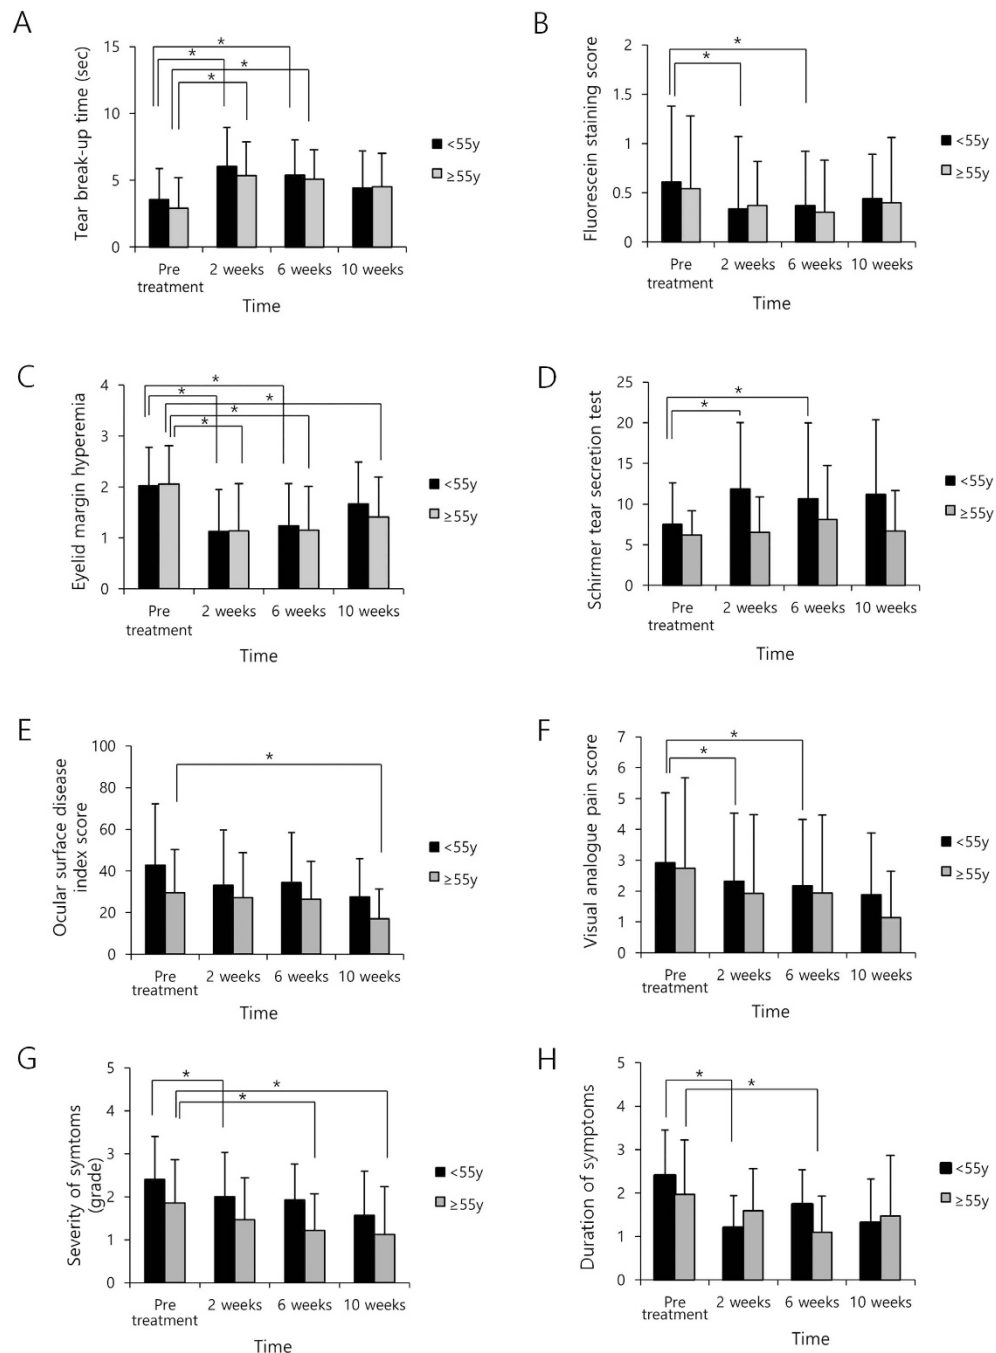 A
Tear break-up time (sec)
15
10
5
0
* * * *
Pre treatment
2 weeks
6 weeks
10 weeks
Time
<55y
≥55y
B
Fluorescein staining score
2
1.5
1
0.5
0
* *
Pre treatment
2 weeks
6 weeks
10 weeks
Time
<55y
≥55y
C
Eyelid margin hyperemia
4
3
2
1
0
* * * * *
Pre treatment
2 weeks
6 weeks
10 weeks
Time
<55y
≥55y
D
Schirmer tear secretion test
25
20
15
10
5
0
* *
Pre treatment
2 weeks
6 weeks
10 weeks
Time
<55y
≥55y
E
Ocular surface disease
index score
100
80
60
40
20
0
*
Pre treatment
2 weeks
6 weeks
10 weeks
Time
<55y
≥55y
F
Visual analogue pain score
7
6
5
4
3
2
1
0
* *
Pre treatment
2 weeks
6 weeks
10 weeks
Time
<55y
≥55y
G
Severity of symtoms
(grade)
5
4
3
2
1
0
* * *
Pre treatment
2 weeks
6 weeks
10 weeks
Time
<55y
≥55y
H
Duration of symptoms
5
4
3
2
1
0
* *
Pre treatment
2 weeks
6 weeks
10 weeks
Time
<55y
≥55y